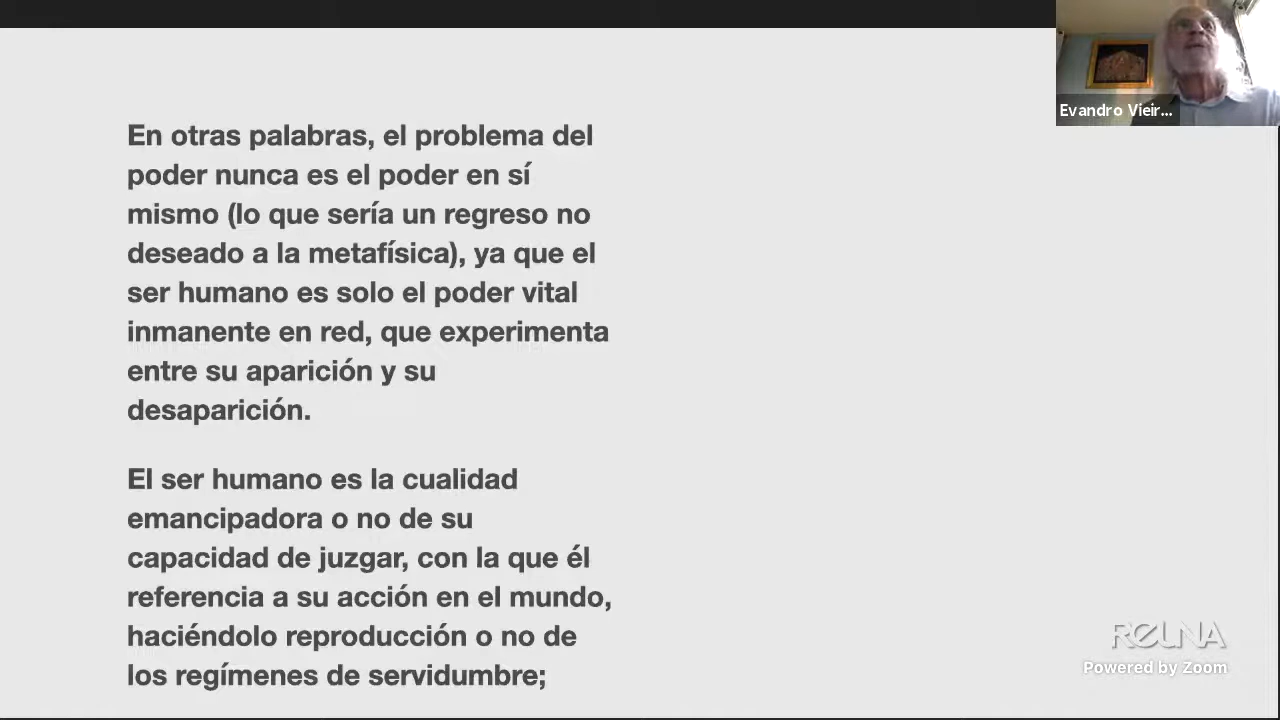 En otras palabras, el problema del
poder nunca es el poder en sí
mismo (lo que sería un regreso no
deseado a la metafísica), ya que el
ser humano es solo el poder vital
inmanente en red, que experimenta
entre su aparición y su
desaparición.
El ser humano es la cualidad
emancipadora o no de su
capacidad de juzgar, con la que él
referencia a su acción en el mundo,
haciéndolo reproducción o no de
los regímenes de servidumbre;
Evandro Vieir...
REUNA
Powered by Zoom